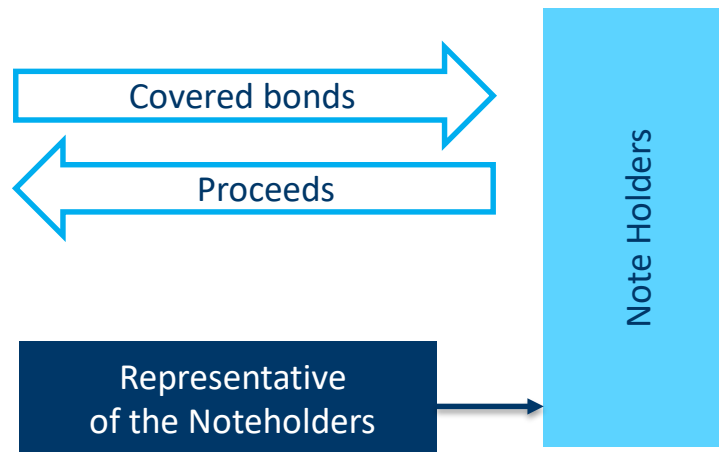 Covered bonds
Proceeds
Note Holders
Representative
of the Noteholders